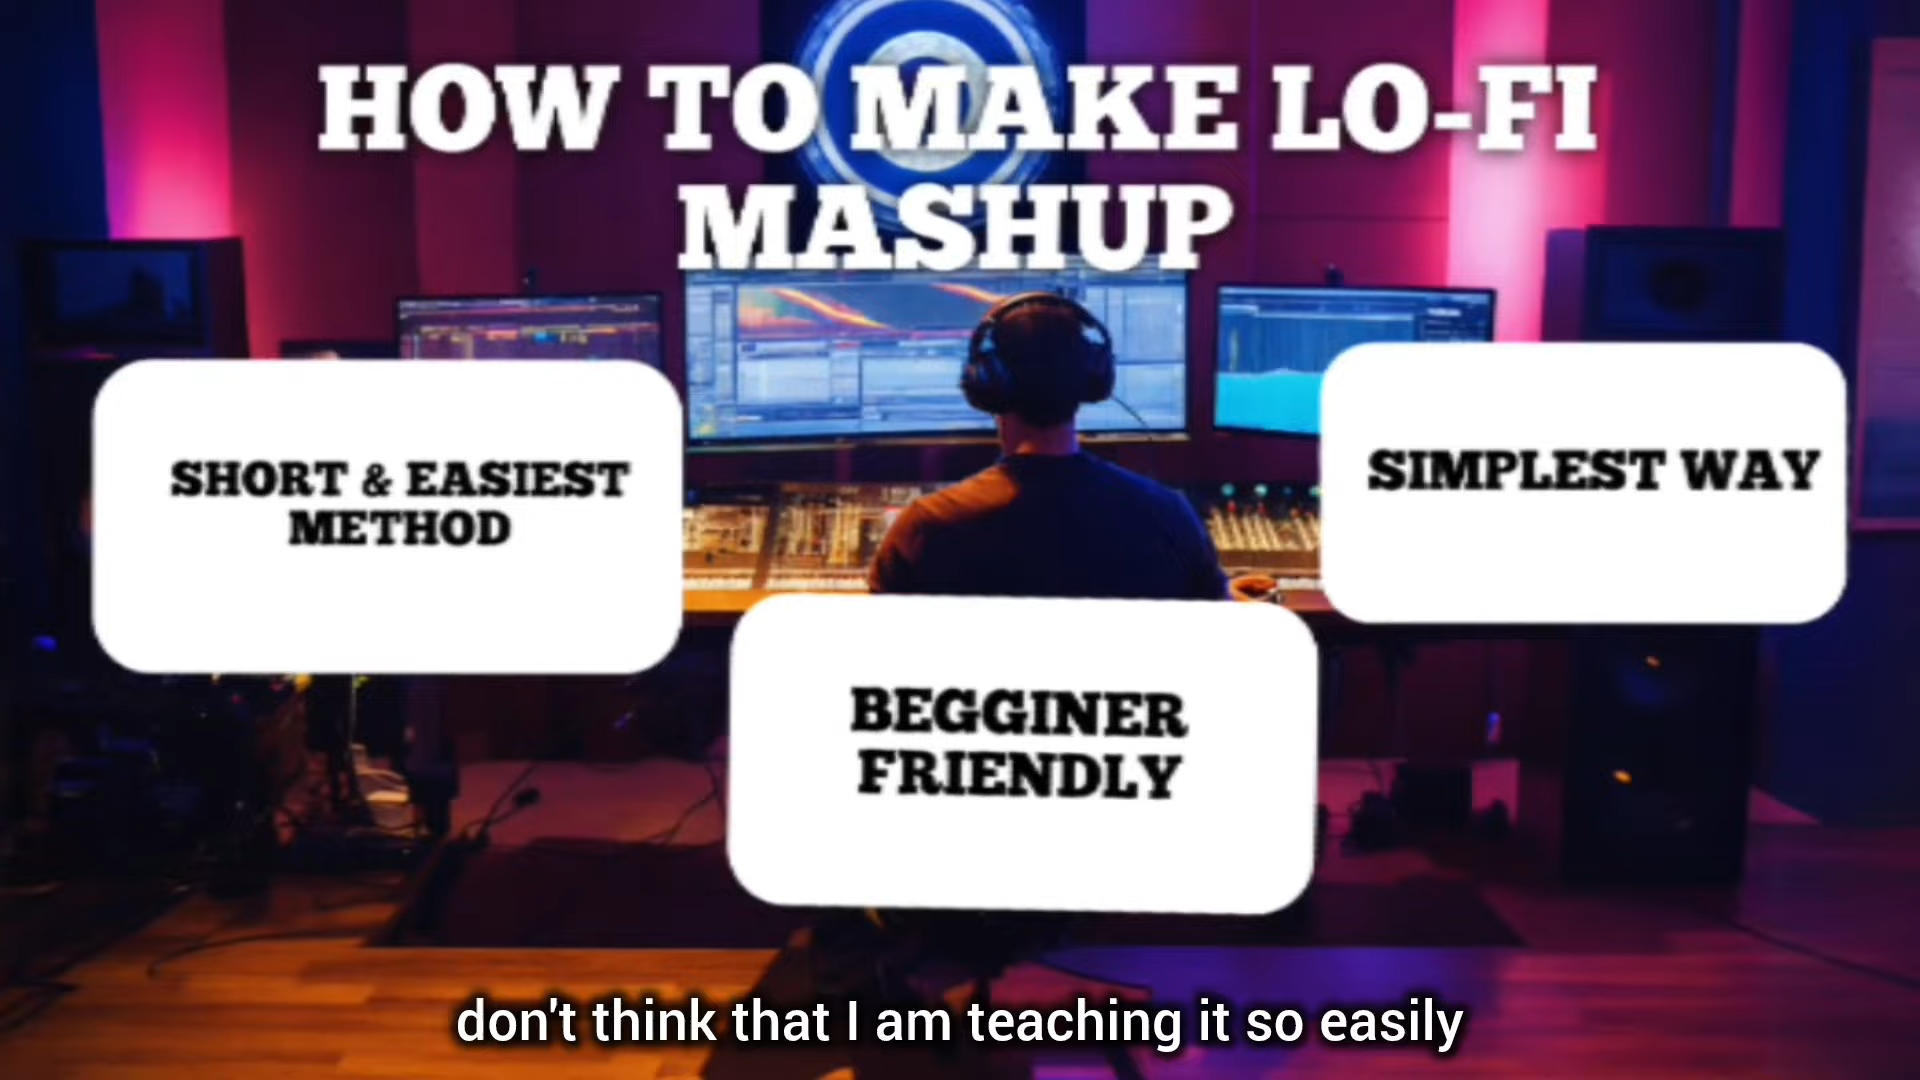 HOW TO MAKE LO-FI
MASHUP
SHORT & EASIEST
METHOD
SIMPLEST WAY
BEGGINER
FRIENDLY
don't think that I am teaching it so easily